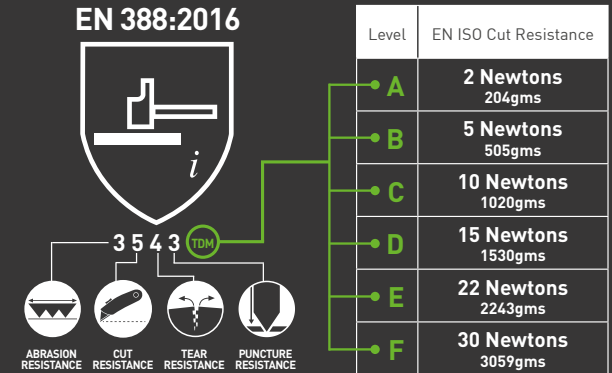 EN 388:2016
i
3 5 4 3 TDM
ABRASION
RESISTANCE
CUT
RESISTANCE
TEAR
RESISTANCE
PUNCTURE
RESISTANCE
Level EN ISO Cut Resistance
A 2 Newtons
204gms
B 5 Newtons
505gms
C 10 Newtons
1020gms
D 15 Newtons
1530gms
E 22 Newtons
2243gms
F 30 Newtons
3059gms